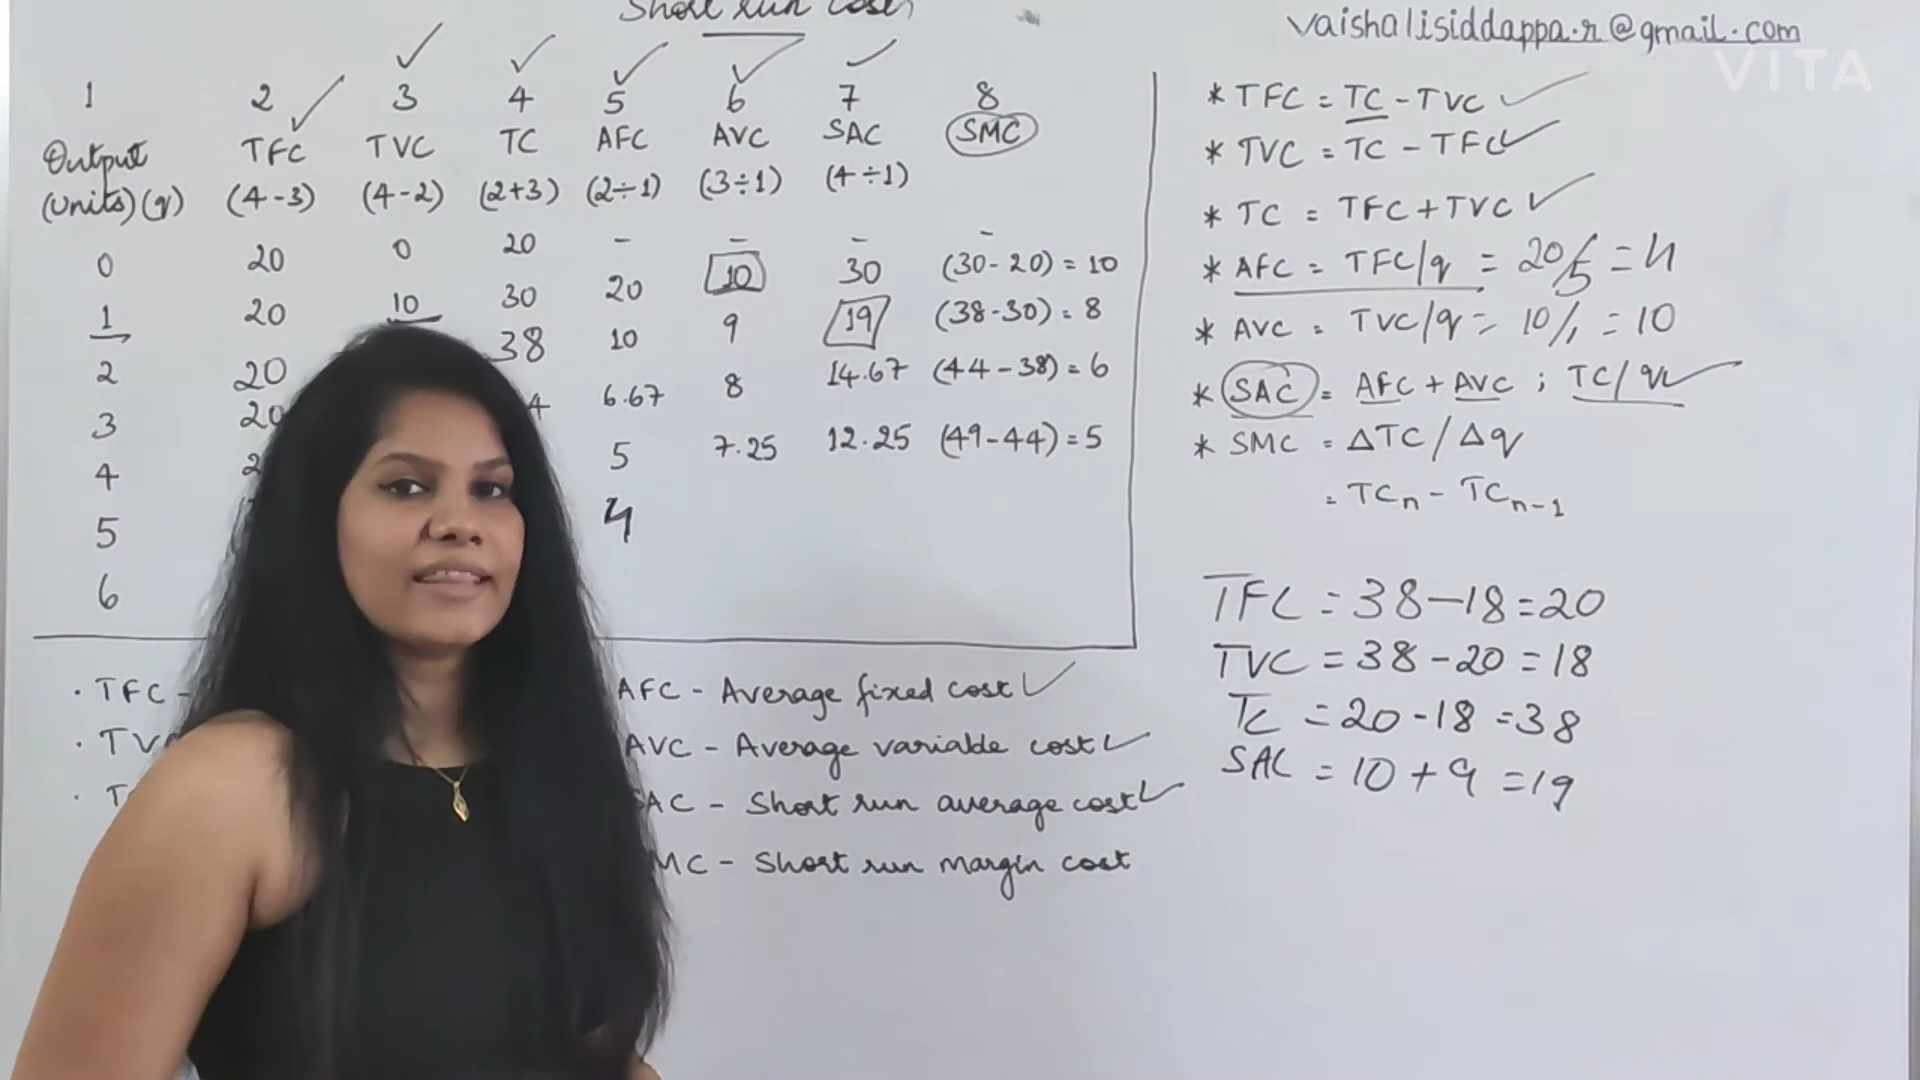 Short run cost
vaishalisiddappa.r@gmail.com
VITA
1 2 3 4 5 6 7 8
Output TFC TVC TC AFC AVC SAC SMC
(units)(q) (4-3) (4-2) (2+3) (2÷1) (3÷1) (4÷1)
0 20 0 20 - - - -
1 20 10 30 20 10 30 (30-20) = 10
2 20 38 10 9 19 (38-30) = 8
3 20 4 6.67 8 14.67 (44-38) = 6
4 2 5 7.25 12.25 (49-44) = 5
5 4
6
* TFC = TC - TVC
* TVC = TC - TFC
* TC = TFC + TVC
* AFC = TFC/q = 20/5 = 4
* AVC = TVC/q = 10/1 = 10
* SAC = AFC + AVC ; TC/q
* SMC = ΔTC / Δq
= TCn - TCn-1
TFC = 38-18 = 20
TVC = 38-20 = 18
TC = 20-18 = 38
SAC = 10+9 = 19
. TFC - AFC - Average fixed cost
. TV AVC - Average variable cost
. T AC - Short run average cost
MC - Short run margin cost